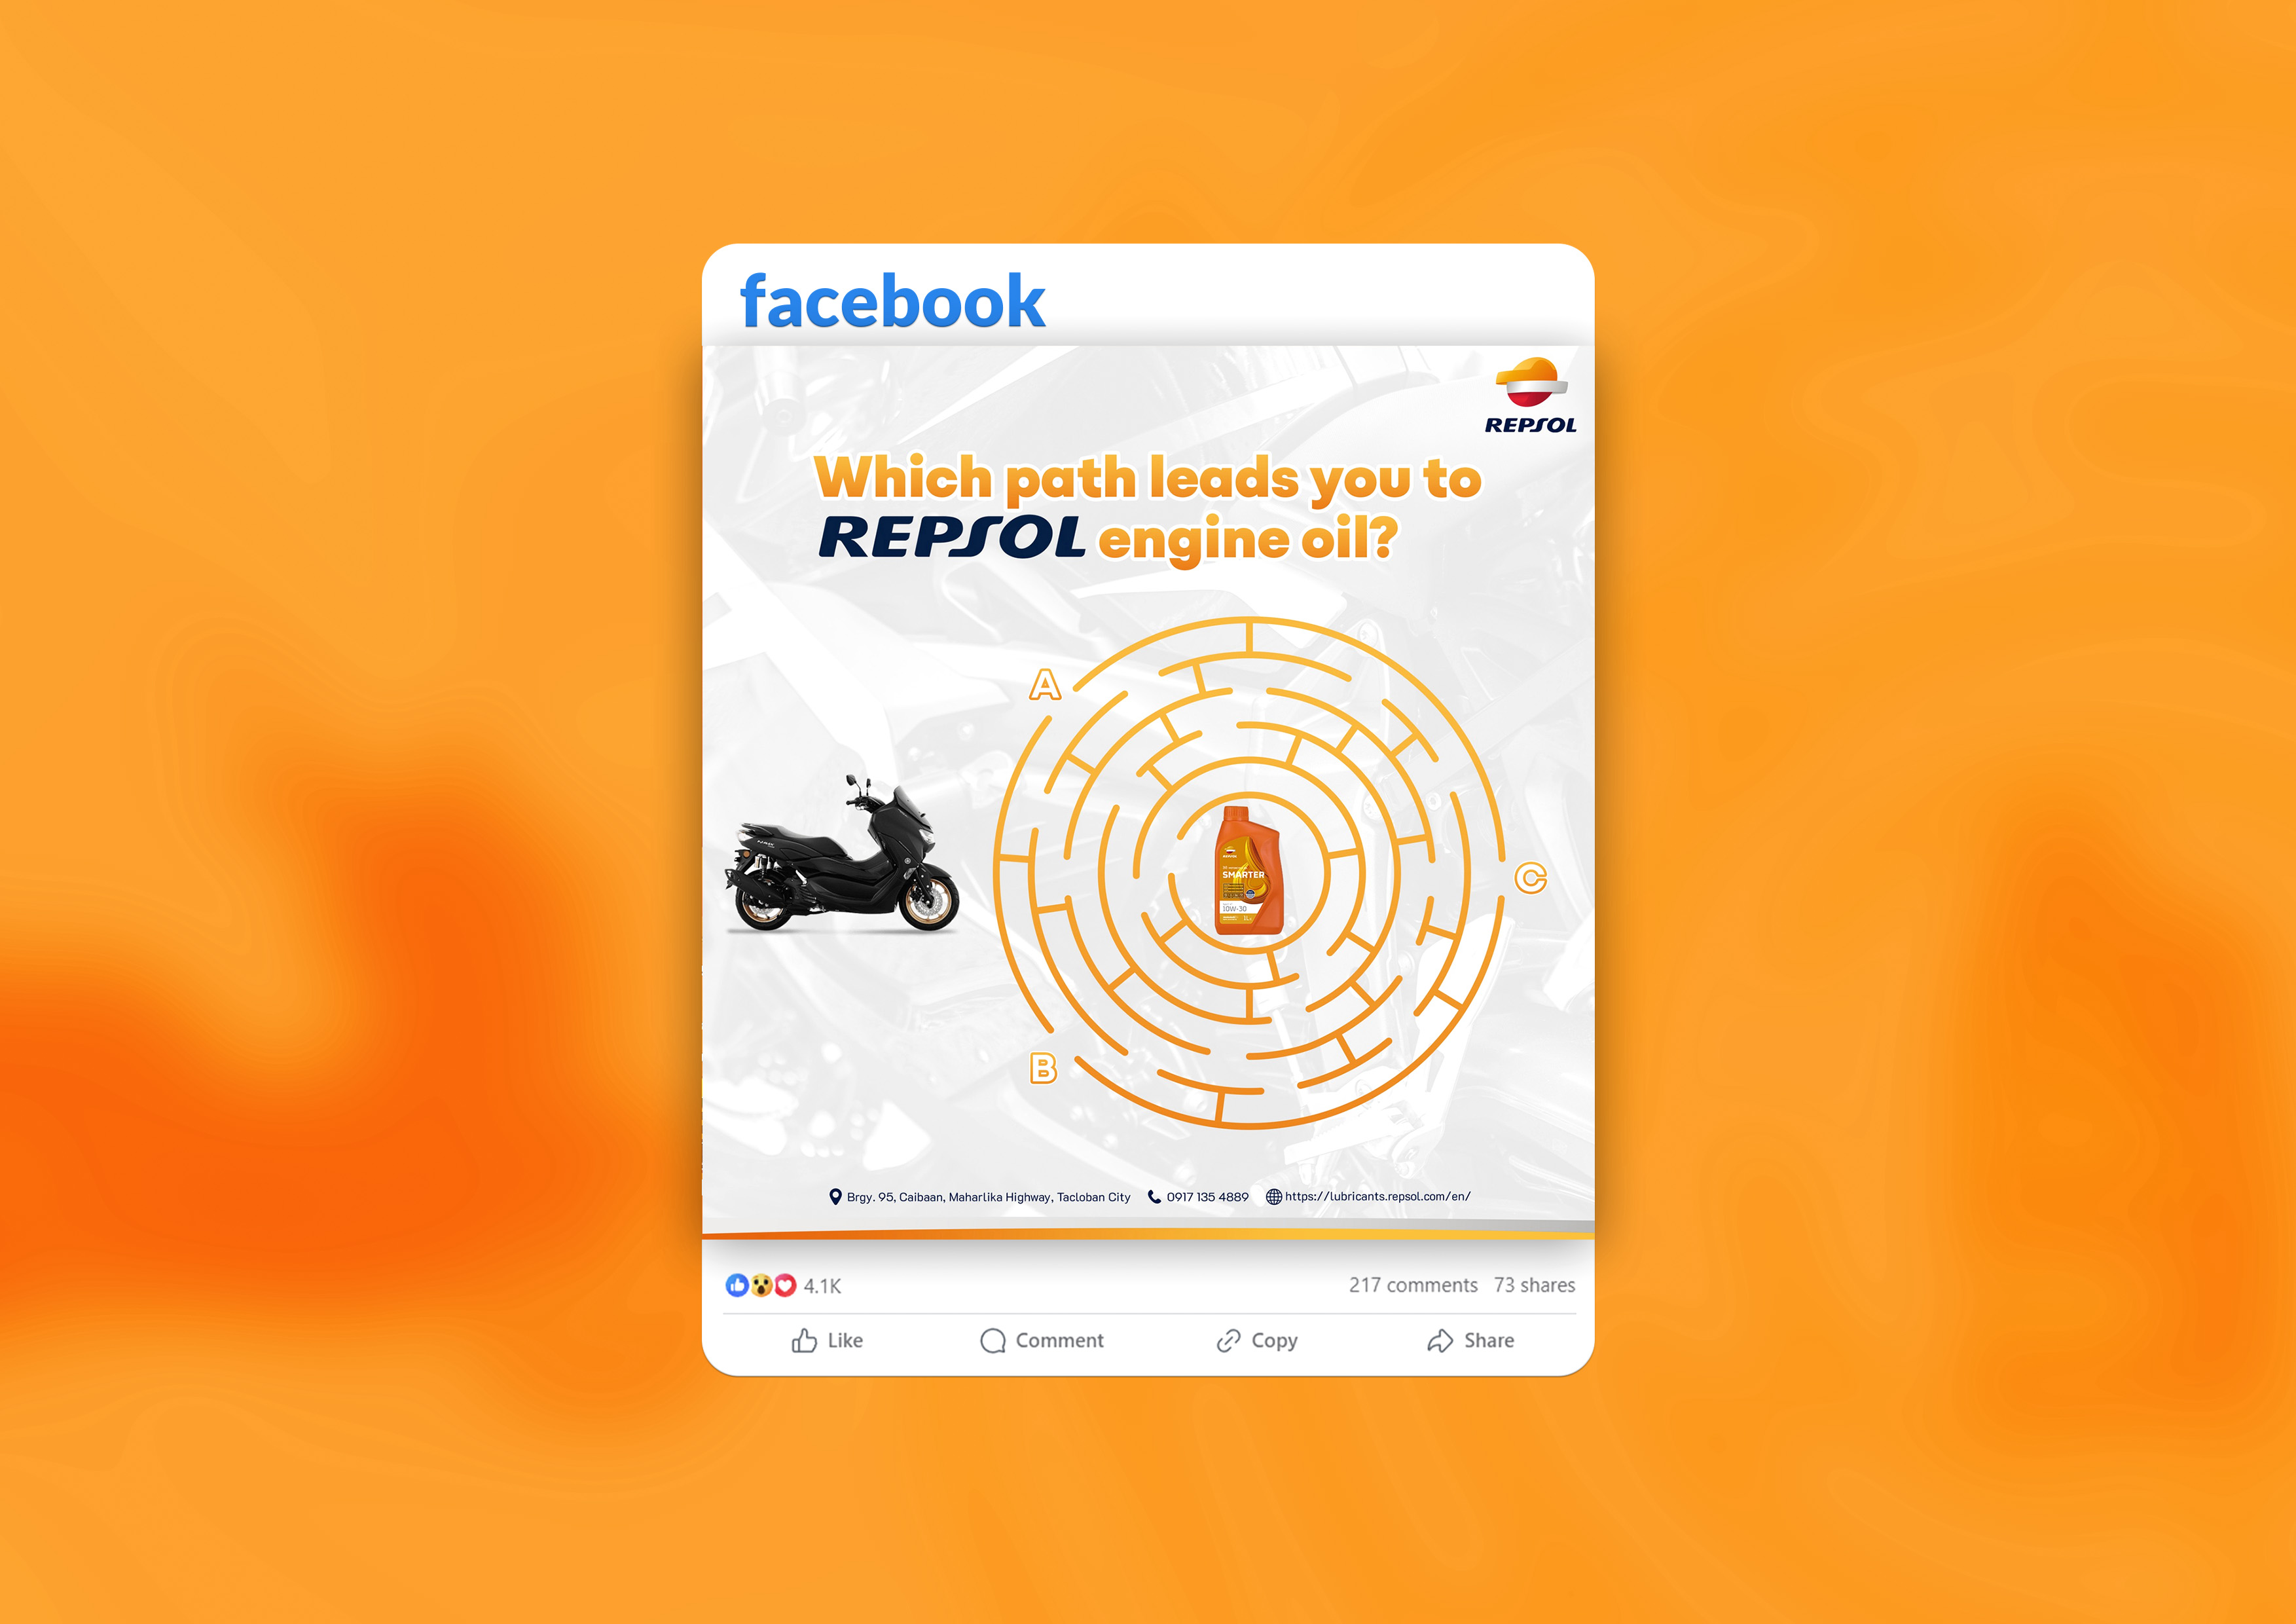 facebook
REPSOL
Which path leads you to
REPSOL engine oil?
A
C
B
SMARTER
10W-30
Brgy. 95, Caibaan, Maharlika Highway, Tacloban City 0917 135 4889 https://lubricants.repsol.com/en/
4.1K 217 comments 73 shares
Like Comment Copy Share